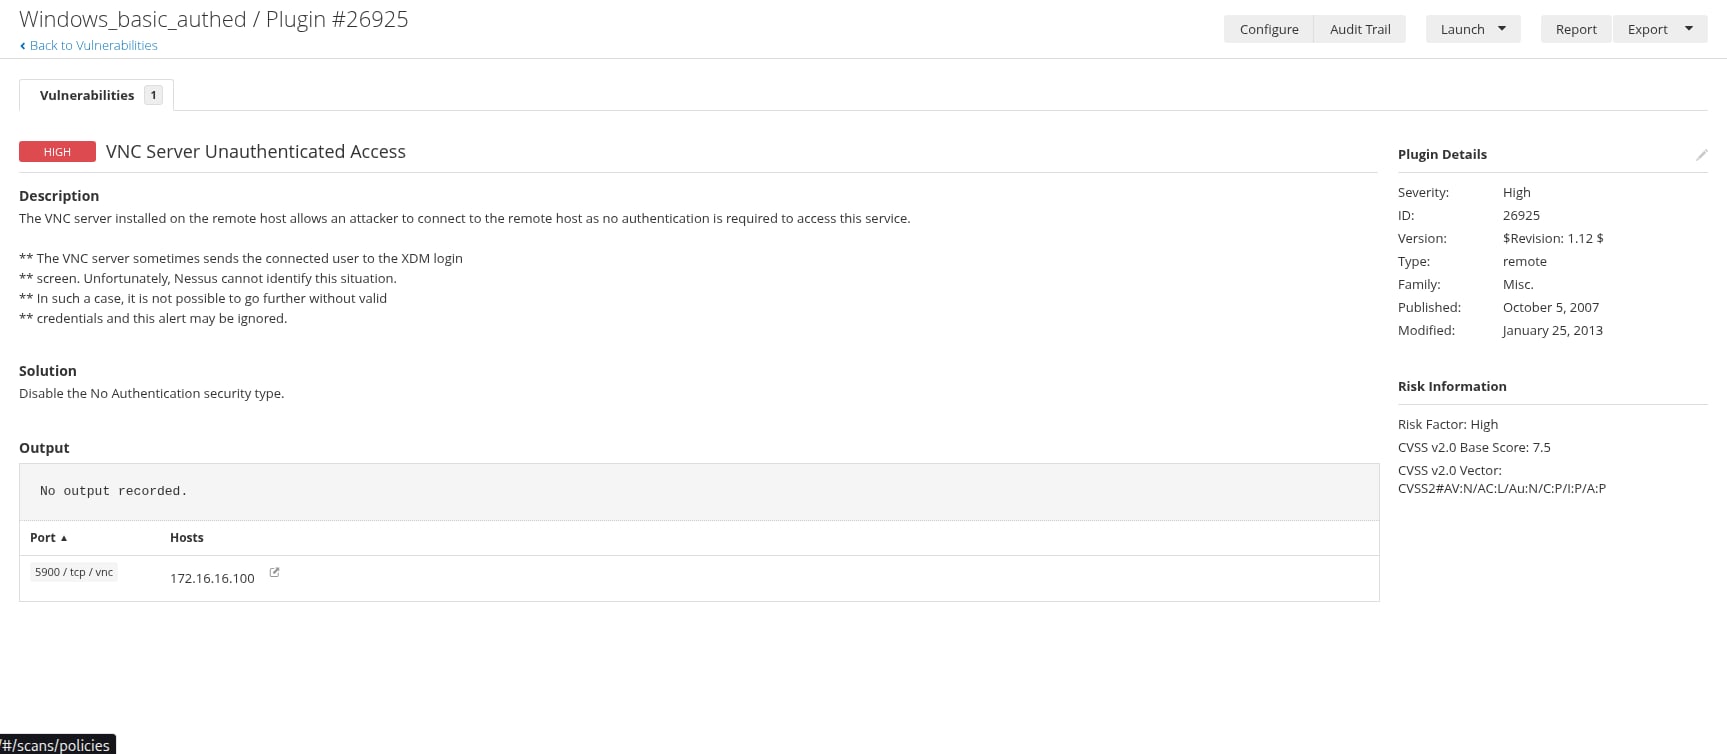 Windows_basic_authed / Plugin #26925
‹ Back to Vulnerabilities
Configure
Audit Trail
Launch
Report
Export
Vulnerabilities 1
HIGH VNC Server Unauthenticated Access
Description
The VNC server installed on the remote host allows an attacker to connect to the remote host as no authentication is required to access this service.
** The VNC server sometimes sends the connected user to the XDM login
** screen. Unfortunately, Nessus cannot identify this situation.
** In such a case, it is not possible to go further without valid
** credentials and this alert may be ignored.
Solution
Disable the No Authentication security type.
Output
No output recorded.
Port ▲ Hosts
5900 / tcp / vnc 172.16.16.100
Plugin Details
Severity: High
ID: 26925
Version: $Revision: 1.12 $
Type: remote
Family: Misc.
Published: October 5, 2007
Modified: January 25, 2013
Risk Information
Risk Factor: High
CVSS v2.0 Base Score: 7.5
CVSS v2.0 Vector:
CVSS2#AV:N/AC:L/Au:N/C:P/I:P/A:P
/#/scans/policies